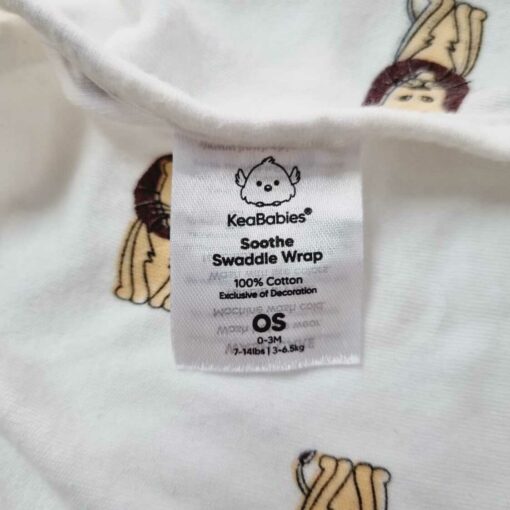 KeaBabies®
Soothe
Swaddle Wrap
100% Cotton
Exclusive of Decoration
OS
0-3M
7-14lbs | 3-6.5kg